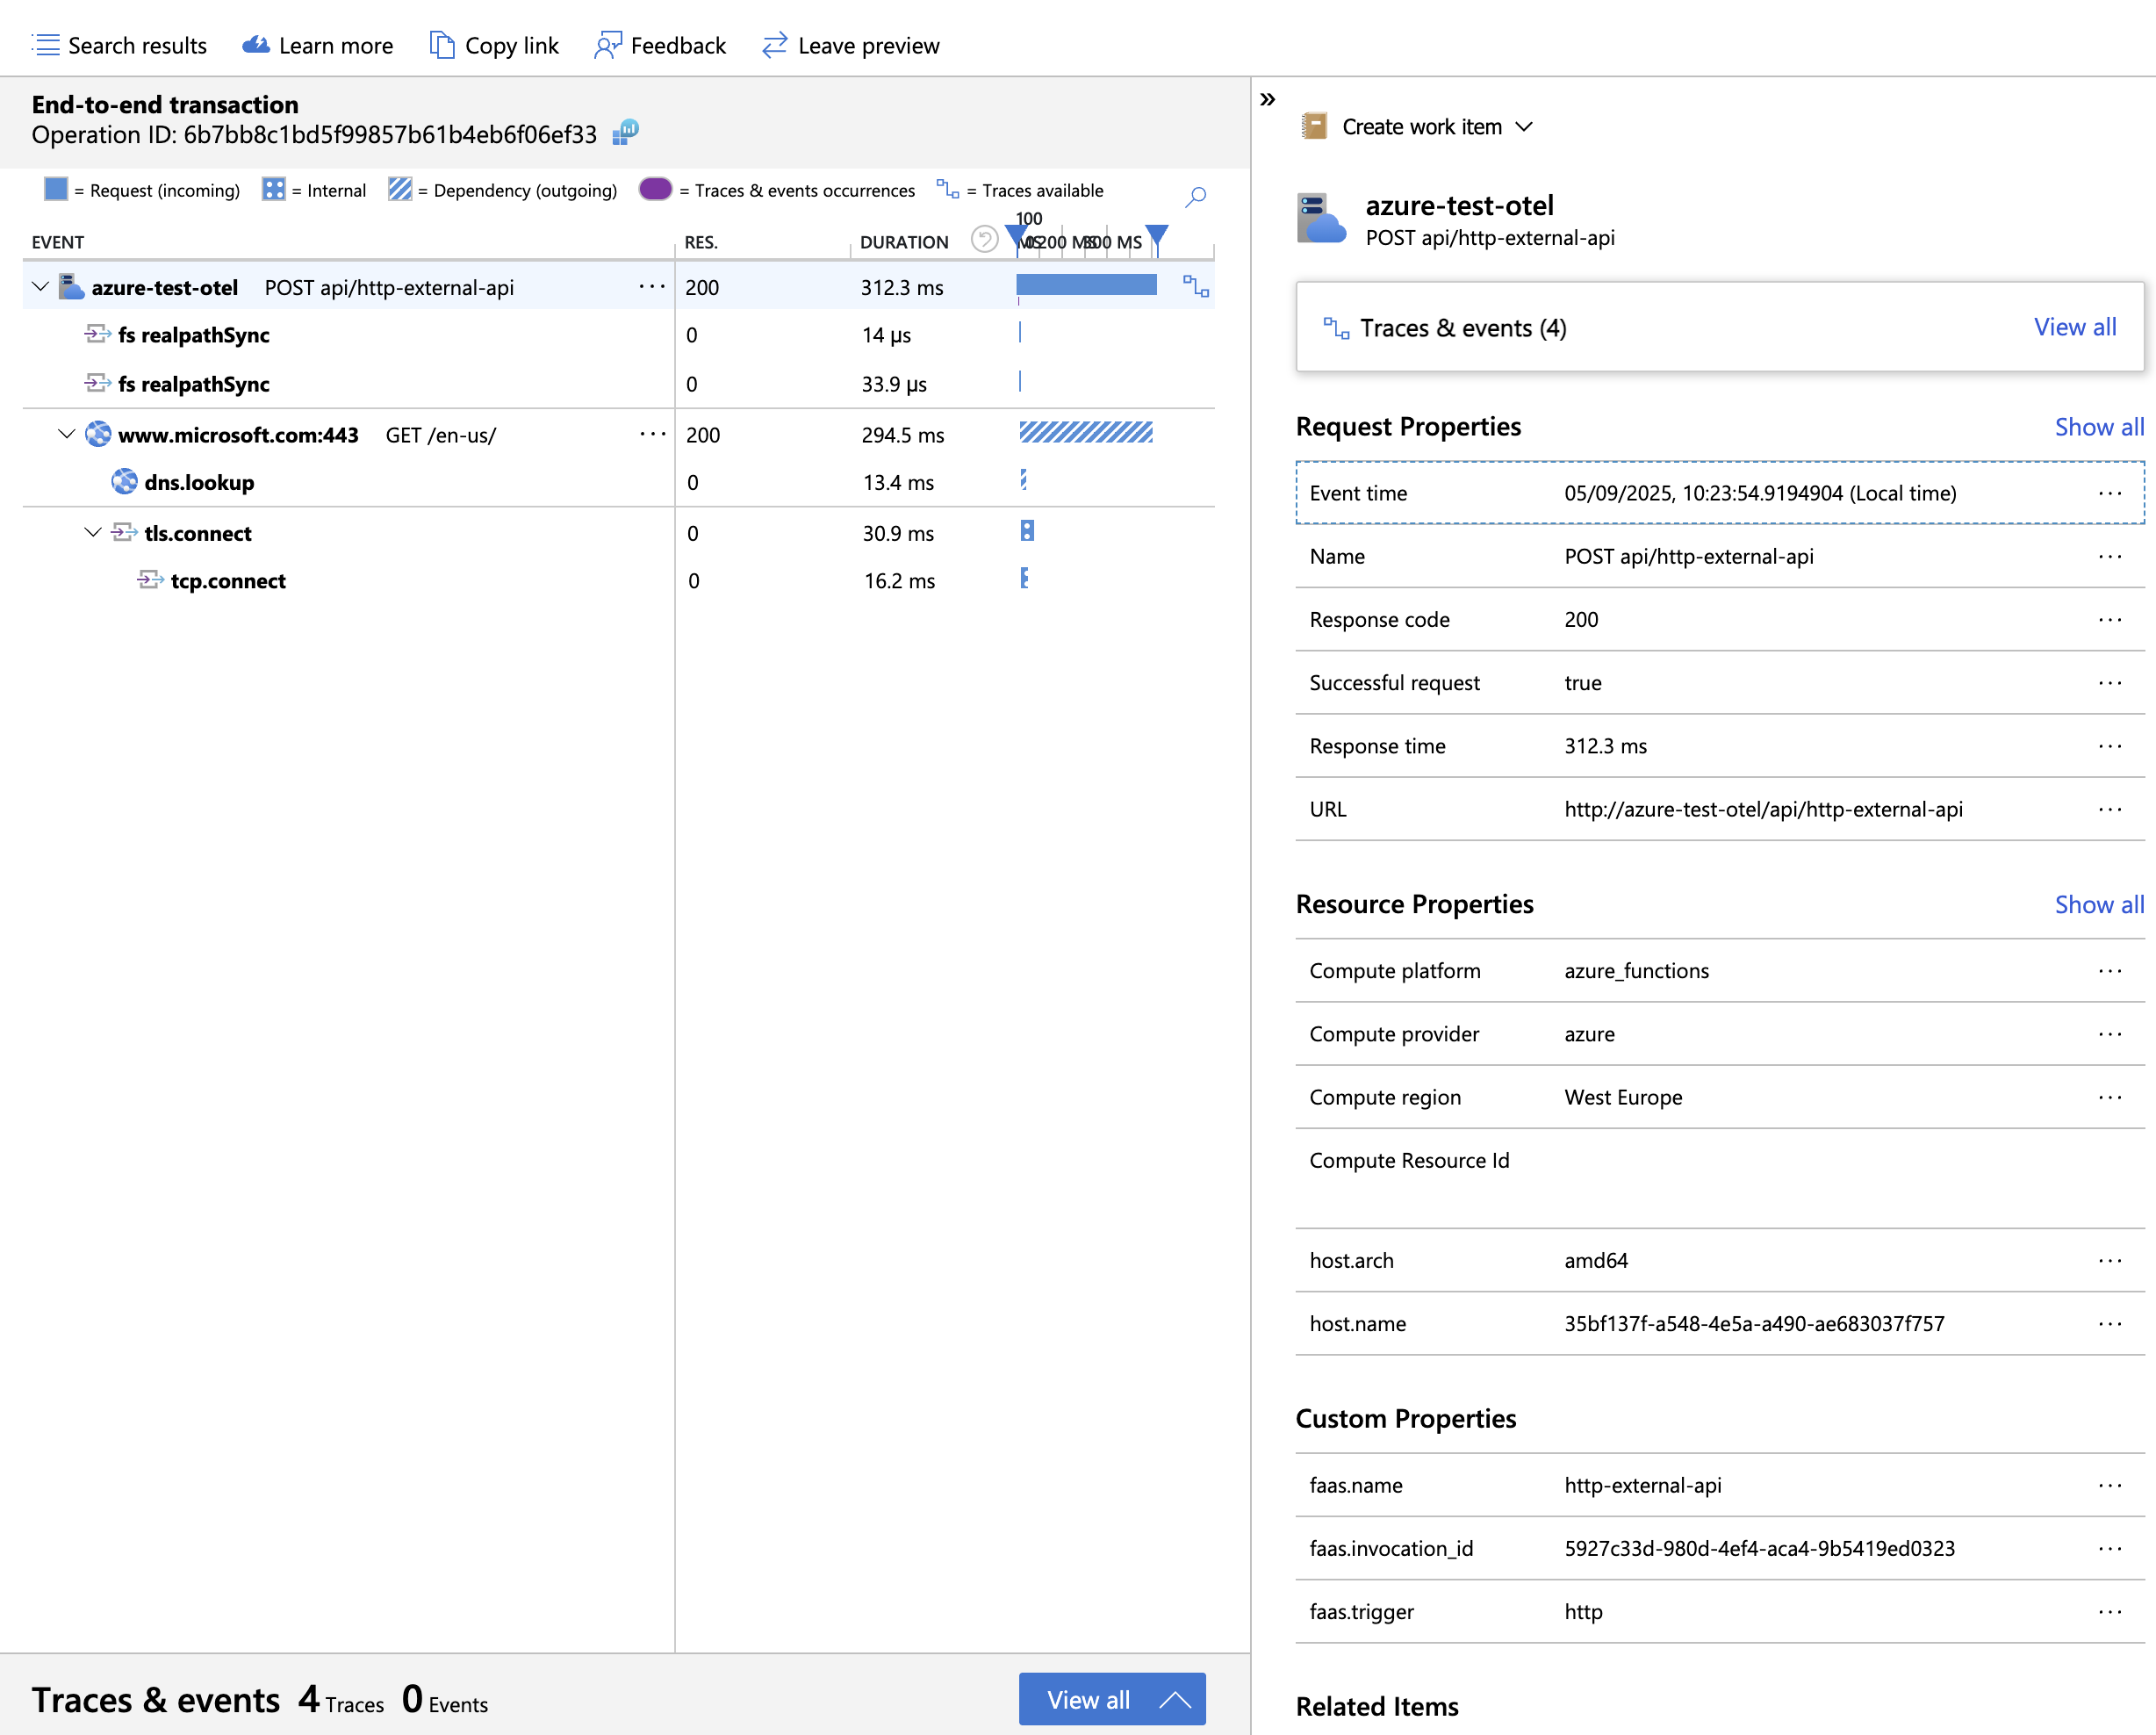 Search results Learn more Copy link Feedback Leave preview
End-to-end transaction
Operation ID: 6b7bb8c1bd5f99857b61b4eb6f06ef33
= Request (incoming) = Internal = Dependency (outgoing) = Traces & events occurrences = Traces available
EVENT RES. DURATION 100 MS 200 MS 300 MS
azure-test-otel POST api/http-external-api ··· 200 312.3 ms
fs realpathSync 0 14 µs
fs realpathSync 0 33.9 µs
www.microsoft.com:443 GET /en-us/ ··· 200 294.5 ms
dns.lookup 0 13.4 ms
tls.connect 0 30.9 ms
tcp.connect 0 16.2 ms
Traces & events 4 Traces 0 Events View all
»
Create work item
azure-test-otel
POST api/http-external-api
Traces & events (4) View all
Request Properties Show all
Event time 05/09/2025, 10:23:54.9194904 (Local time) ···
Name POST api/http-external-api ···
Response code 200 ···
Successful request true ···
Response time 312.3 ms ···
URL http://azure-test-otel/api/http-external-api ···
Resource Properties Show all
Compute platform azure_functions ···
Compute provider azure ···
Compute region West Europe ···
Compute Resource Id
host.arch amd64 ···
host.name 35bf137f-a548-4e5a-a490-ae683037f757 ···
Custom Properties
faas.name http-external-api ···
faas.invocation_id 5927c33d-980d-4ef4-aca4-9b5419ed0323 ···
faas.trigger http ···
Related Items